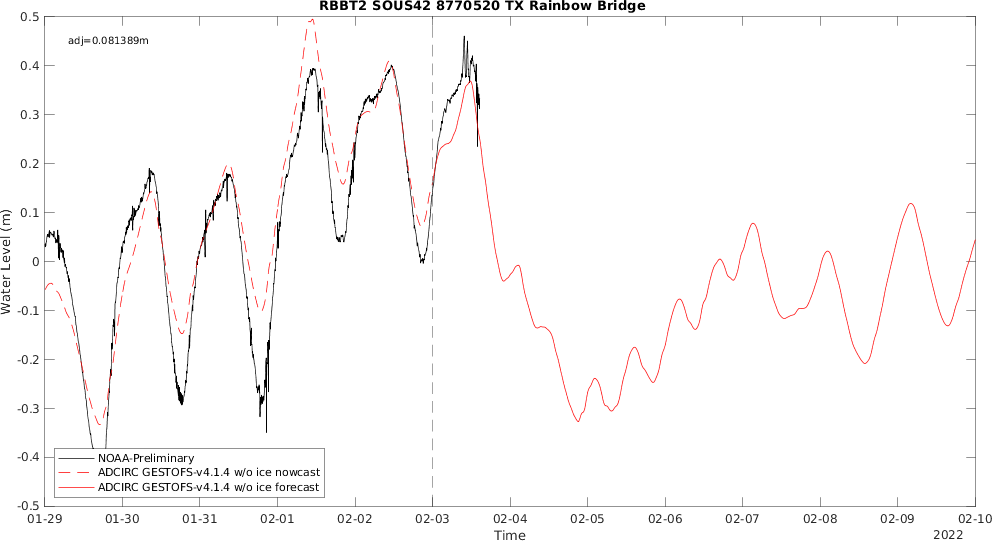 RBBT2 SOUS42 8770520 TX Rainbow Bridge
adj=0.081389m
0.5
0.4
0.3
0.2
0.1
0
-0.1
-0.2
-0.3
-0.4
-0.5
Water Level (m)
NOAA-Preliminary
ADCIRC GESTOFS-v4.1.4 w/o ice nowcast
ADCIRC GESTOFS-v4.1.4 w/o ice forecast
01-29 01-30 01-31 02-01 02-02 02-03 02-04 02-05 02-06 02-07 02-08 02-09 02-10
Time
2022